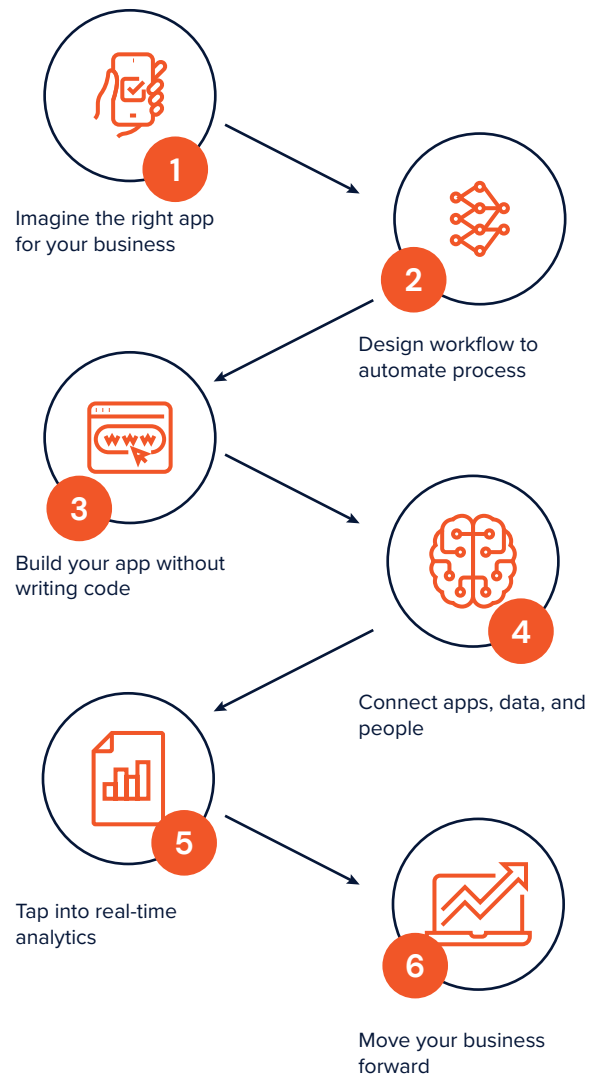 1
Imagine the right app
for your business
2
Design workflow to
automate process
www
3
Build your app without
writing code
4
Connect apps, data, and
people
5
Tap into real-time
analytics
6
Move your business
forward